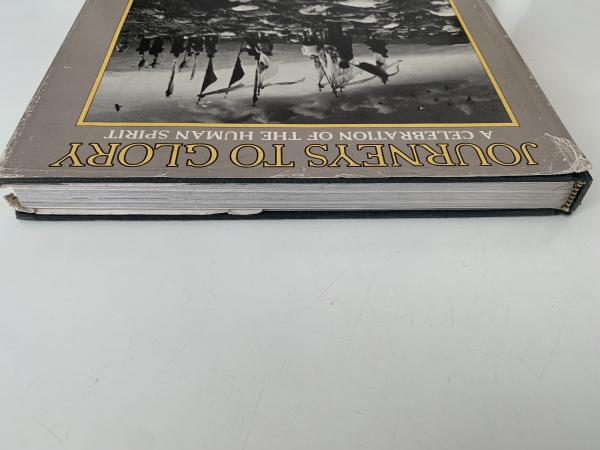 JOURNEYS TO GLORY
A CELEBRATION OF THE HUMAN SPIRIT